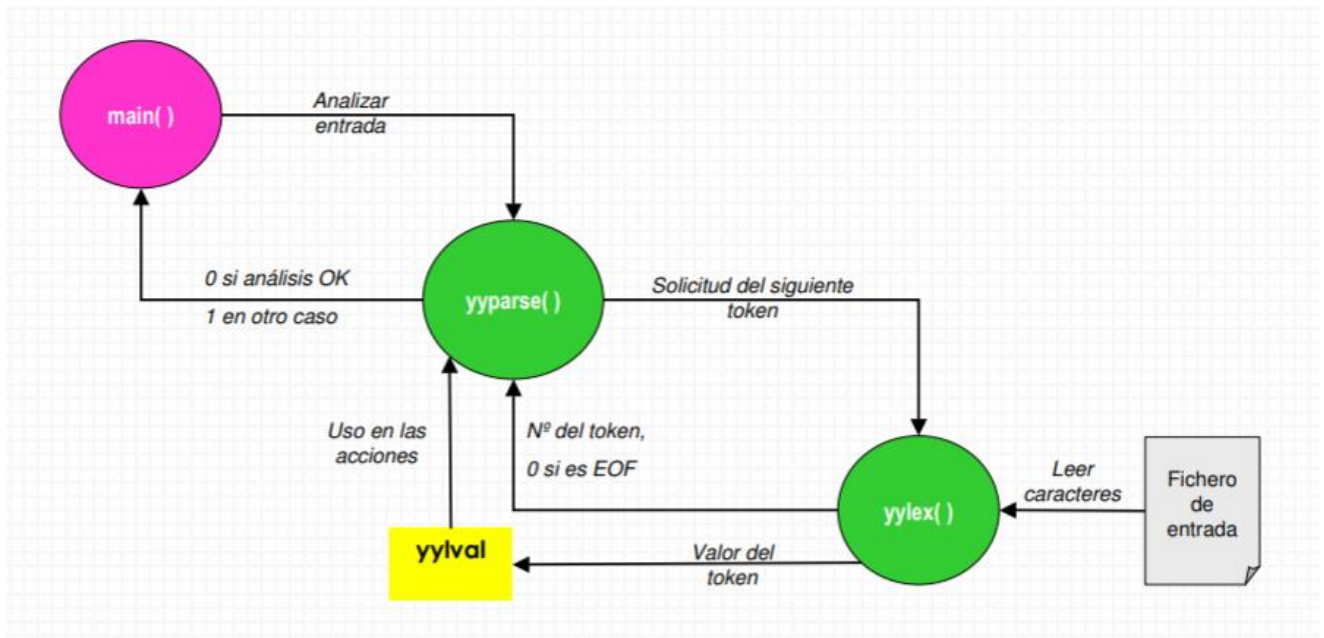 main( )
Analizar
entrada
0 si análisis OK
1 en otro caso
yyparse( )
Solicitud del siguiente
token
Uso en las
acciones
Nº del token,
0 si es EOF
yylex( )
Leer
caracteres
Fichero
de
entrada
yylval
Valor del
token